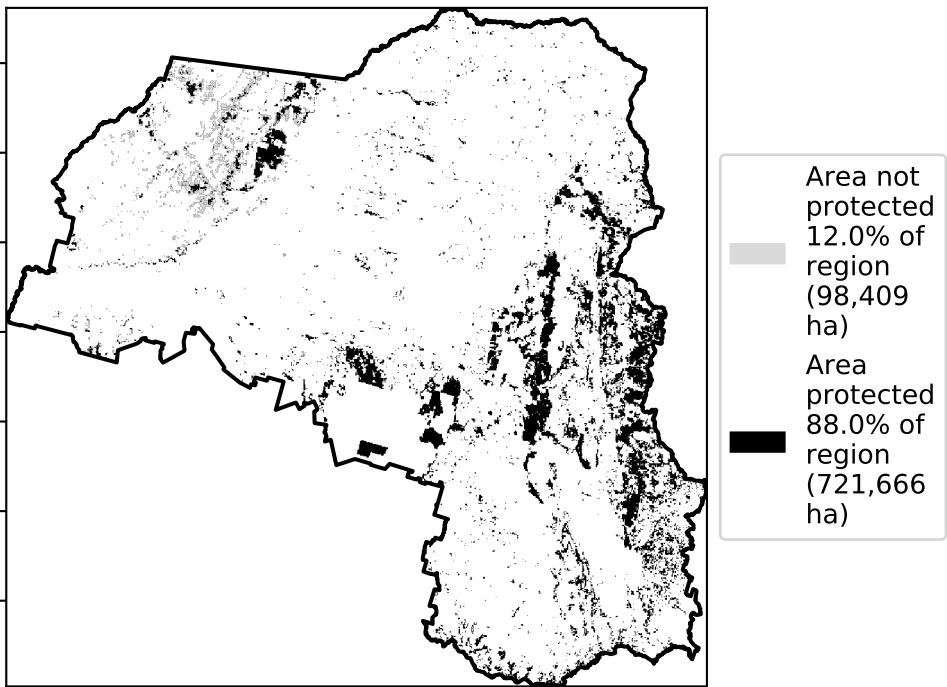 Area not
protected
12.0% of
region
(98,409
ha)
Area
protected
88.0% of
region
(721,666
ha)